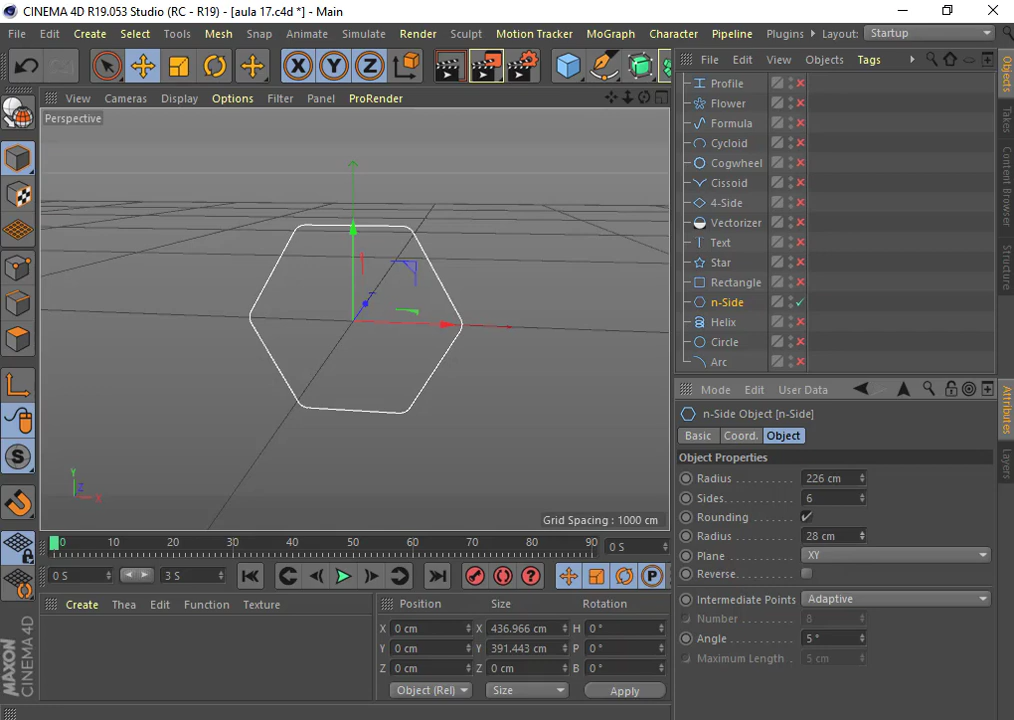 CINEMA 4D R19.053 Studio (RC - R19) - [aula 17.c4d *] - Main
File Edit Create Select Tools Mesh Snap Animate Simulate Render Sculpt Motion Tracker MoGraph Character Pipeline Plugins Layout: Startup
X Y Z
File Edit View Objects Tags
View Cameras Display Options Filter Panel ProRender
Perspective
Profile
Flower
Formula
Cycloid
Cogwheel
Cissoid
4-Side
Vectorizer
Text
Star
Rectangle
n-Side
Helix
Circle
Arc
Objects
Takes
Content Browser
Structure
Mode Edit User Data
n-Side Object [n-Side]
Basic Coord. Object
Object Properties
Radius 226 cm
Sides 6
Rounding
Radius 28 cm
Plane XY
Reverse
Intermediate Points Adaptive
Number 8
Angle 5 °
Maximum Length 5 cm
Attributes
Layers
Y
Z
X
Grid Spacing : 1000 cm
0 10 20 30 40 50 60 70 80 90 0 S
0 S 3 S
P
S
Create Thea Edit Function Texture
Position Size Rotation
X 0 cm X 436.966 cm H 0 °
Y 0 cm Y 391.443 cm P 0 °
Z 0 cm Z 0 cm B 0 °
Object (Rel) Size Apply
MAXON
CINEMA 4D